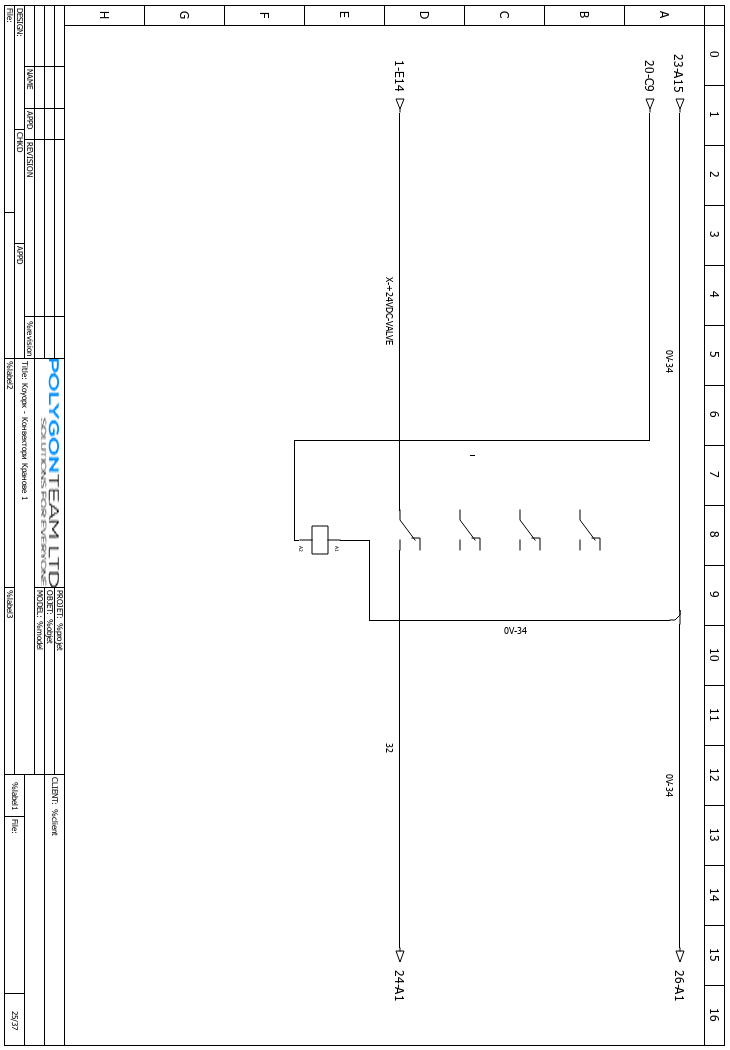 0 1 2 3 4 5 6 7 8 9 10 11 12 13 14 15 16
A
B
C
D
E
F
G
H
23-A15
0V-34
0V-34
26-A1
20-C9
0V-34
1-E14
X-+24VDC-VALVE
32
24-A1
A1
A2
NAME
APPD
REVISION
%revision
DESIGN:
CHKD
APPD
File:
POLYGONTEAM LTD
SOLUTIONS FOR EVERYONE
Title: Коуорк - Конвектори Кранове 1
%label2
PROJET: %projet
OBJET: %objet
MODEL: %model
%label3
CLIENT: %client
%label1
File:
25/37